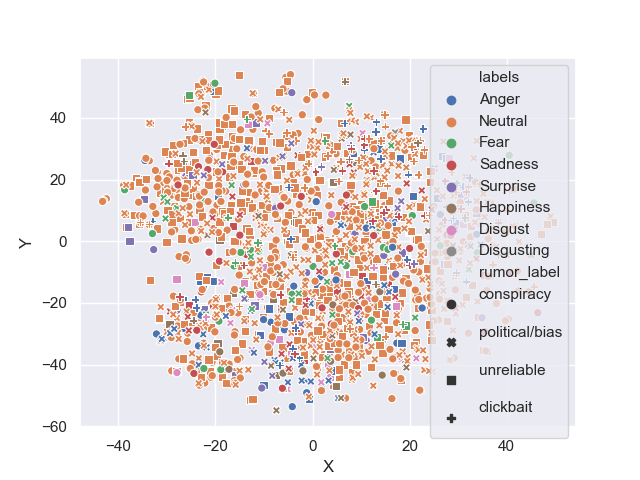 labels
Anger
Neutral
Fear
Sadness
Surprise
Happiness
Disgust
Disgusting
rumor_label
conspiracy
political/bias
unreliable
clickbait
40
20
0
−20
−40
−60
Y
−40 −20 0 20 40
X